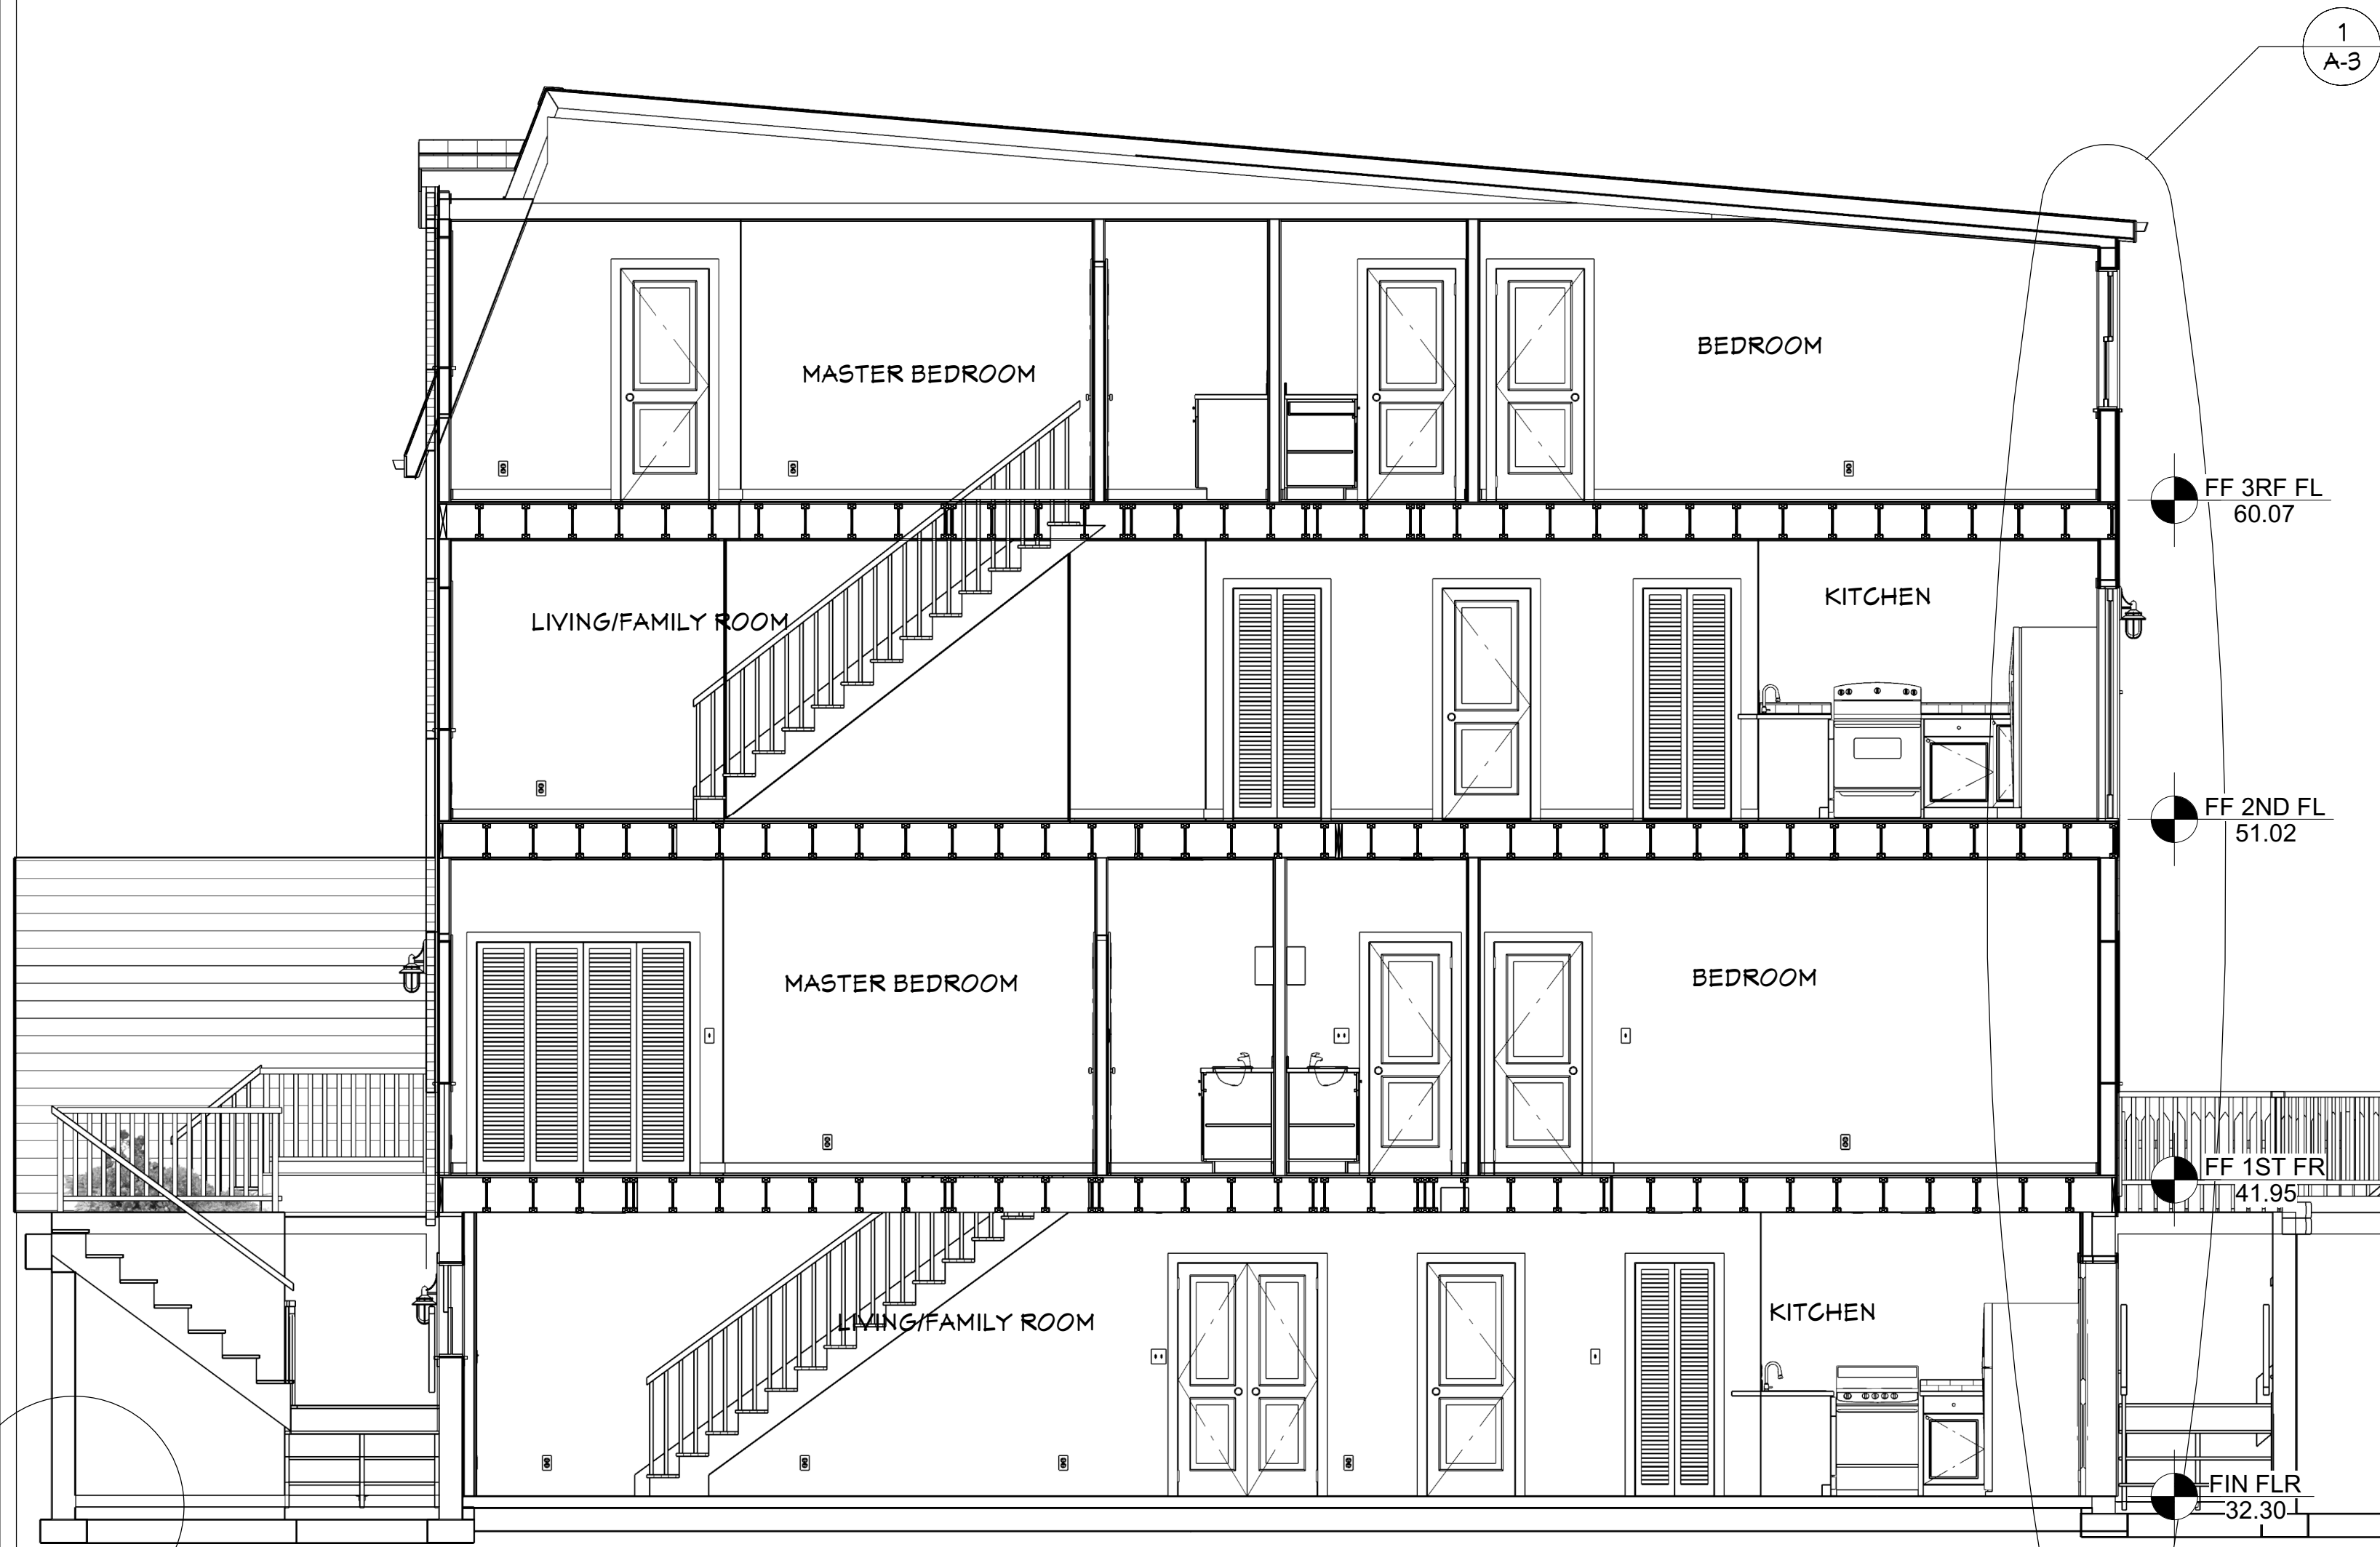 1
A-3
BEDROOM
MASTER BEDROOM
FF 3RF FL
60.07
KITCHEN
LIVING/FAMILY ROOM
FF 2ND FL
51.02
MASTER BEDROOM
BEDROOM
FF 1ST FR
41.95
LIVING/FAMILY ROOM
KITCHEN
FIN FLR
32.30